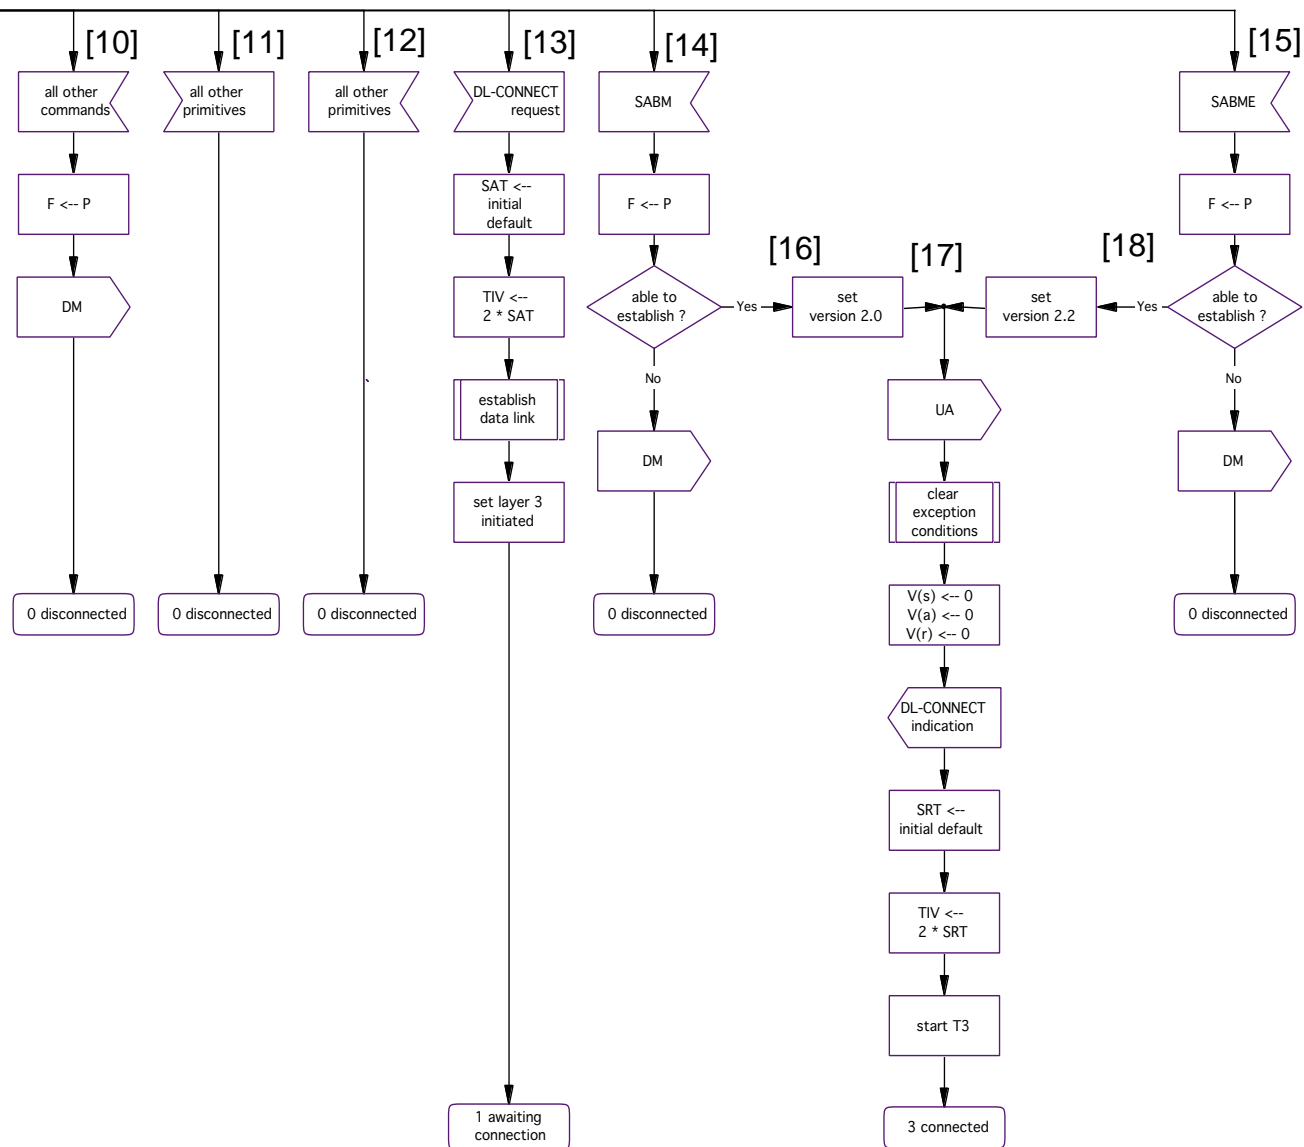 [10]
[11]
[12]
[13]
[14]
[15]
all other
commands
all other
primitives
all other
primitives
DL-CONNECT
request
SABM
SABME
F <-- P
SAT <--
initial
default
F <-- P
F <-- P
[16]
[17]
[18]
DM
TIV <--
2 * SAT
able to
establish ?
Yes
set
version 2.0
set
version 2.2
Yes
able to
establish ?
No
No
establish
data link
UA
DM
DM
set layer 3
initiated
clear
exception
conditions
0 disconnected
0 disconnected
0 disconnected
0 disconnected
V(s) <-- 0
V(a) <-- 0
V(r) <-- 0
0 disconnected
DL-CONNECT
indication
SRT <--
initial default
TIV <--
2 * SRT
start T3
1 awaiting
connection
3 connected